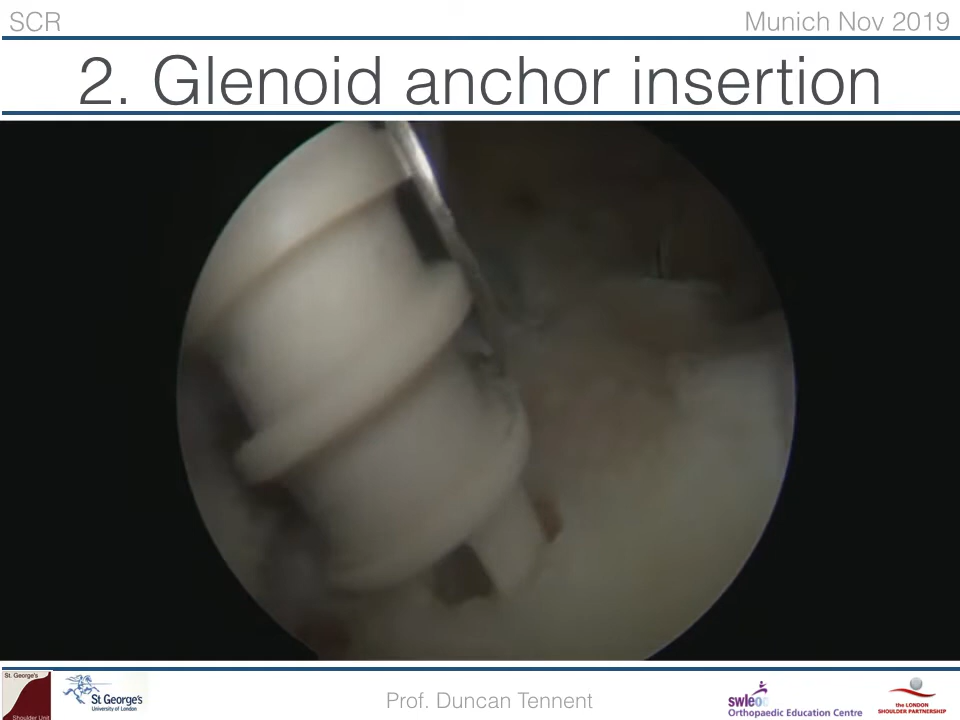 SCR
Munich Nov 2019
2. Glenoid anchor insertion
St. George's
Shoulder Unit
St George's
University of London
Prof. Duncan Tennent
swleoc
Orthopaedic Education Centre
the LONDON
SHOULDER PARTNERSHIP